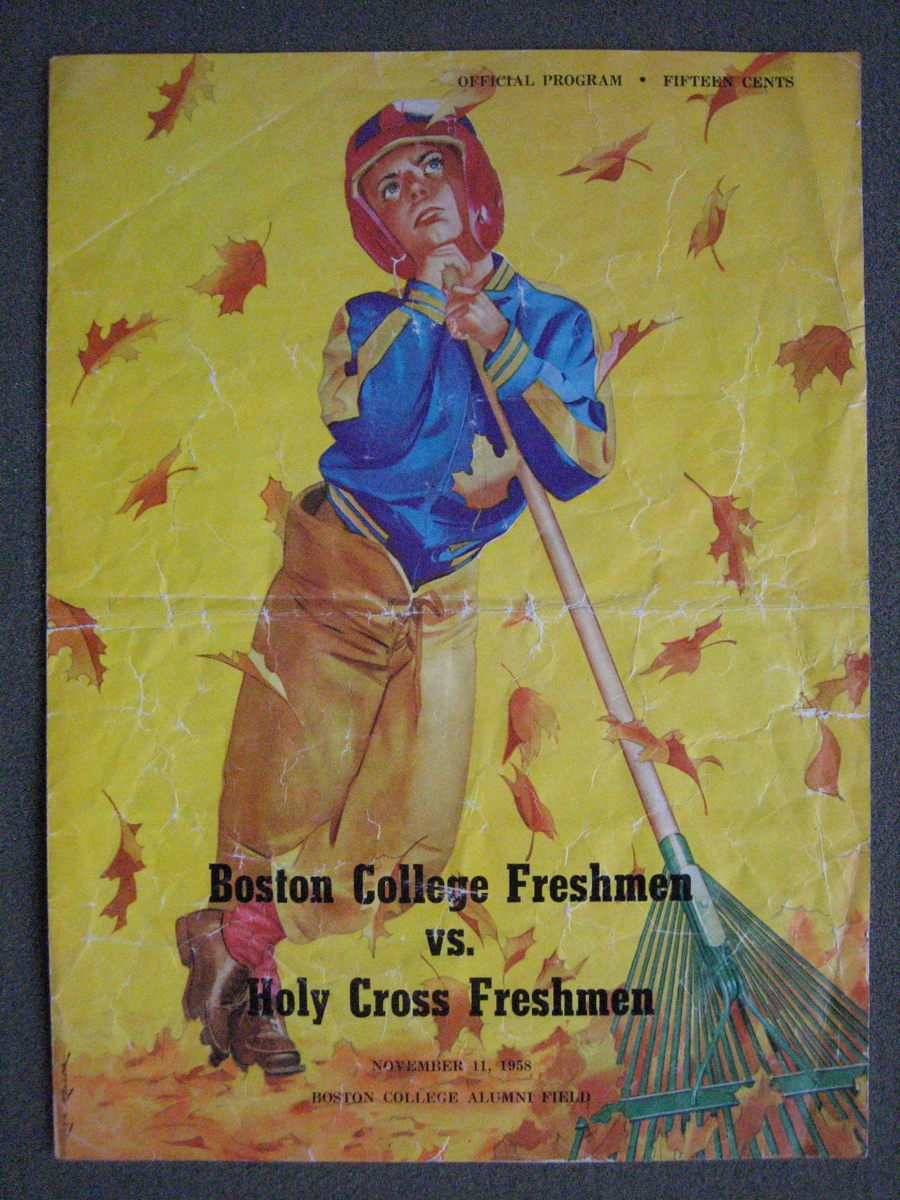 OFFICIAL PROGRAM • FIFTEEN CENTS
Boston College Freshmen
vs.
Holy Cross Freshmen
NOVEMBER 11, 1958
BOSTON COLLEGE ALUMNI FIELD